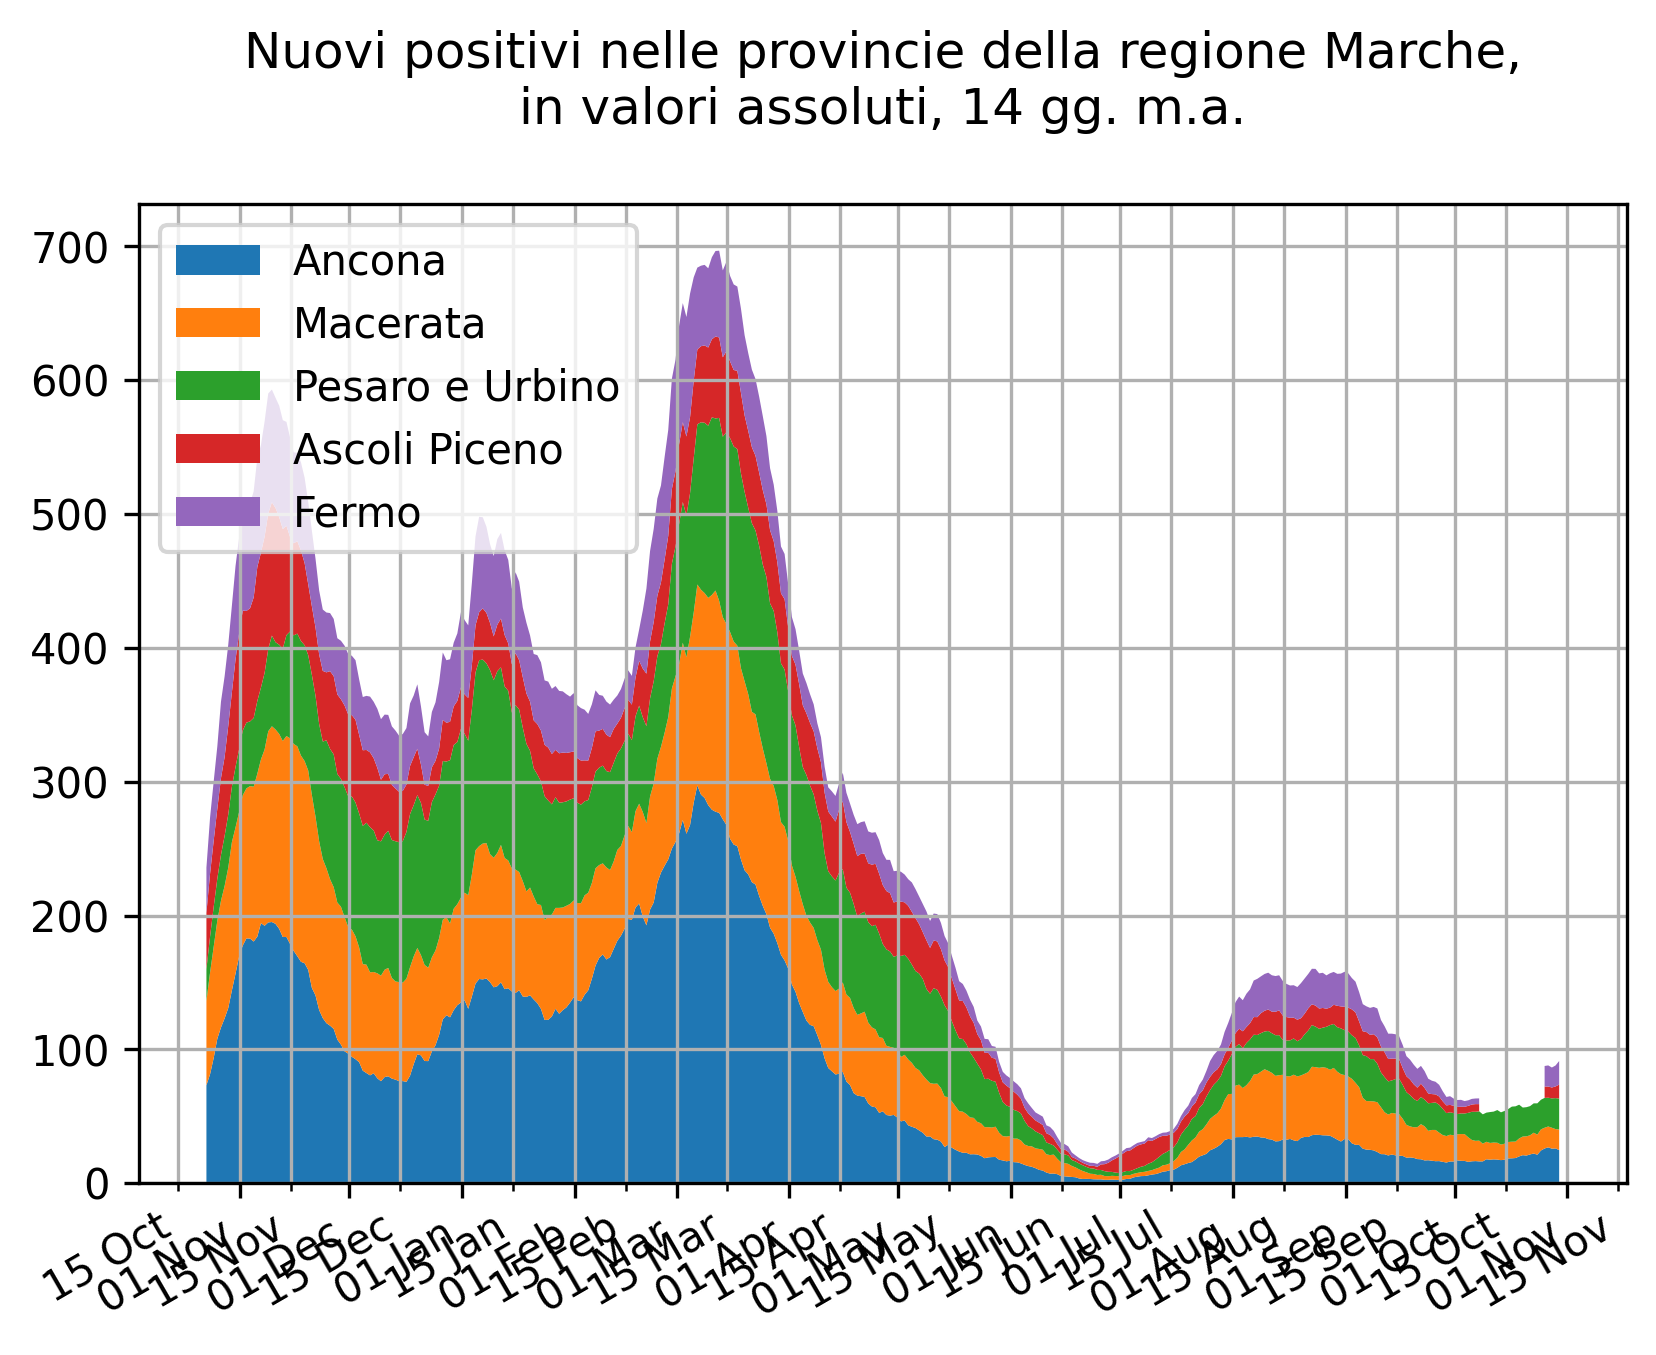 Nuovi positivi nelle provincie della regione Marche,
in valori assoluti, 14 gg. m.a.
700
600
500
400
300
200
100
0
Ancona
Macerata
Pesaro e Urbino
Ascoli Piceno
Fermo
15 Oct
01 Nov
15 Nov
01 Dec
15 Dec
01 Jan
15 Jan
01 Feb
15 Feb
01 Mar
15 Mar
01 Apr
15 Apr
01 May
15 May
01 Jun
15 Jun
01 Jul
15 Jul
01 Aug
15 Aug
01 Sep
15 Sep
01 Oct
15 Oct
01 Nov
15 Nov